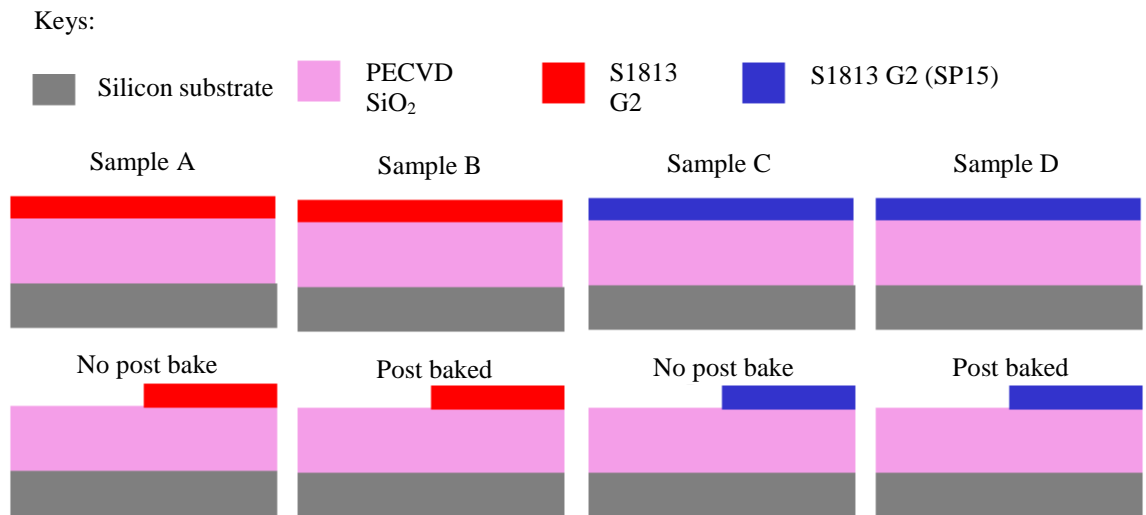 Keys:
Silicon substrate
PECVD
SiO₂
S1813
G2
S1813 G2 (SP15)
Sample A
Sample B
Sample C
Sample D
No post bake
Post baked
No post bake
Post baked